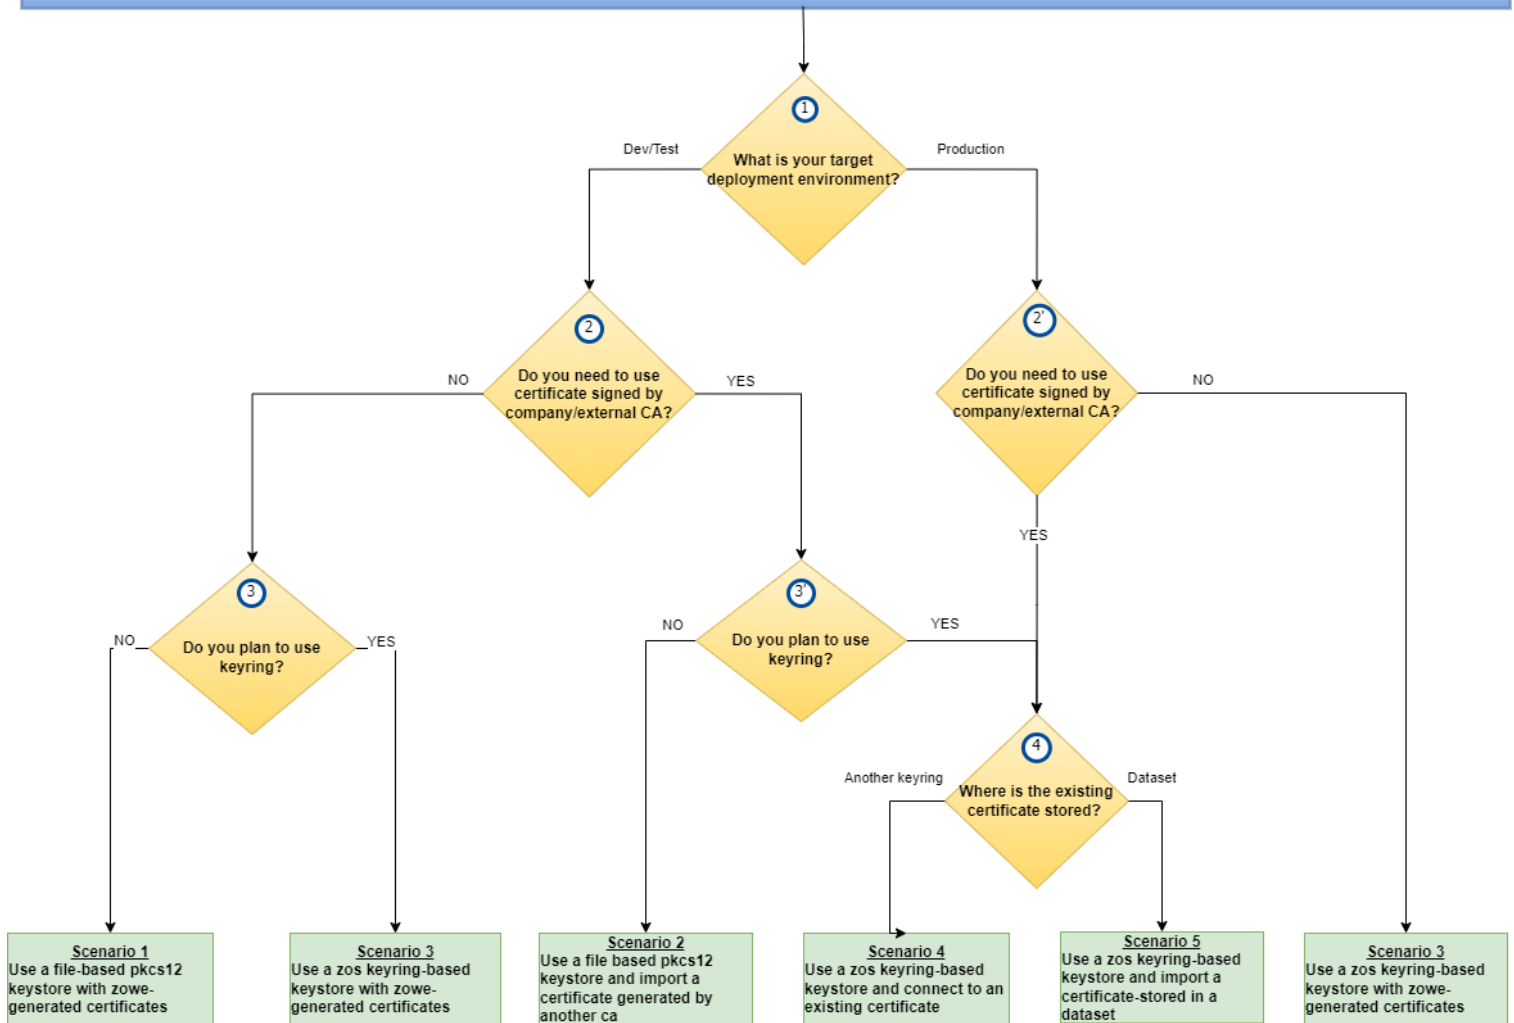 1
What is your target
deployment environment?
Dev/Test
Production
2
Do you need to use
certificate signed by
company/external CA?
NO
YES
2'
Do you need to use
certificate signed by
company/external CA?
NO
YES
3
Do you plan to use
keyring?
NO
YES
3'
Do you plan to use
keyring?
NO
YES
4
Where is the existing
certificate stored?
Another keyring
Dataset
Scenario 1
Use a file-based pkcs12
keystore with zowe-
generated certificates
Scenario 3
Use a zos keyring-based
keystore with zowe-
generated certificates
Scenario 2
Use a file based pkcs12
keystore and import a
certificate generated by
another ca
Scenario 4
Use a zos keyring-based
keystore and connect to an
existing certificate
Scenario 5
Use a zos keyring-based
keystore and import a
certificate-stored in a
dataset
Scenario 3
Use a zos keyring-based
keystore with zowe-
generated certificates